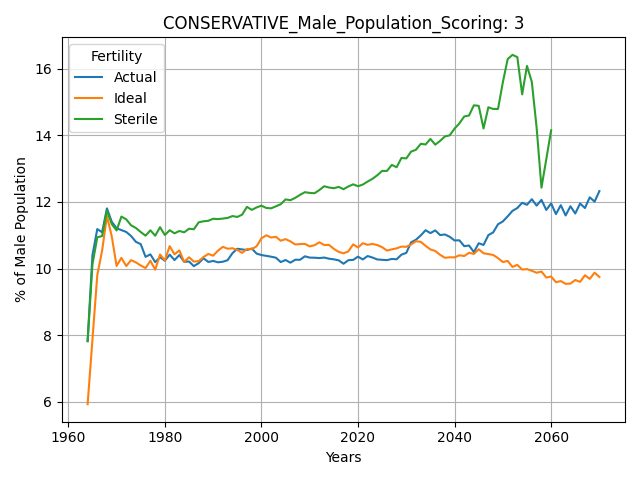 CONSERVATIVE_Male_Population_Scoring: 3
Fertility
Actual
Ideal
Sterile
% of Male Population
16
14
12
10
8
6
1960 1980 2000 2020 2040 2060
Years